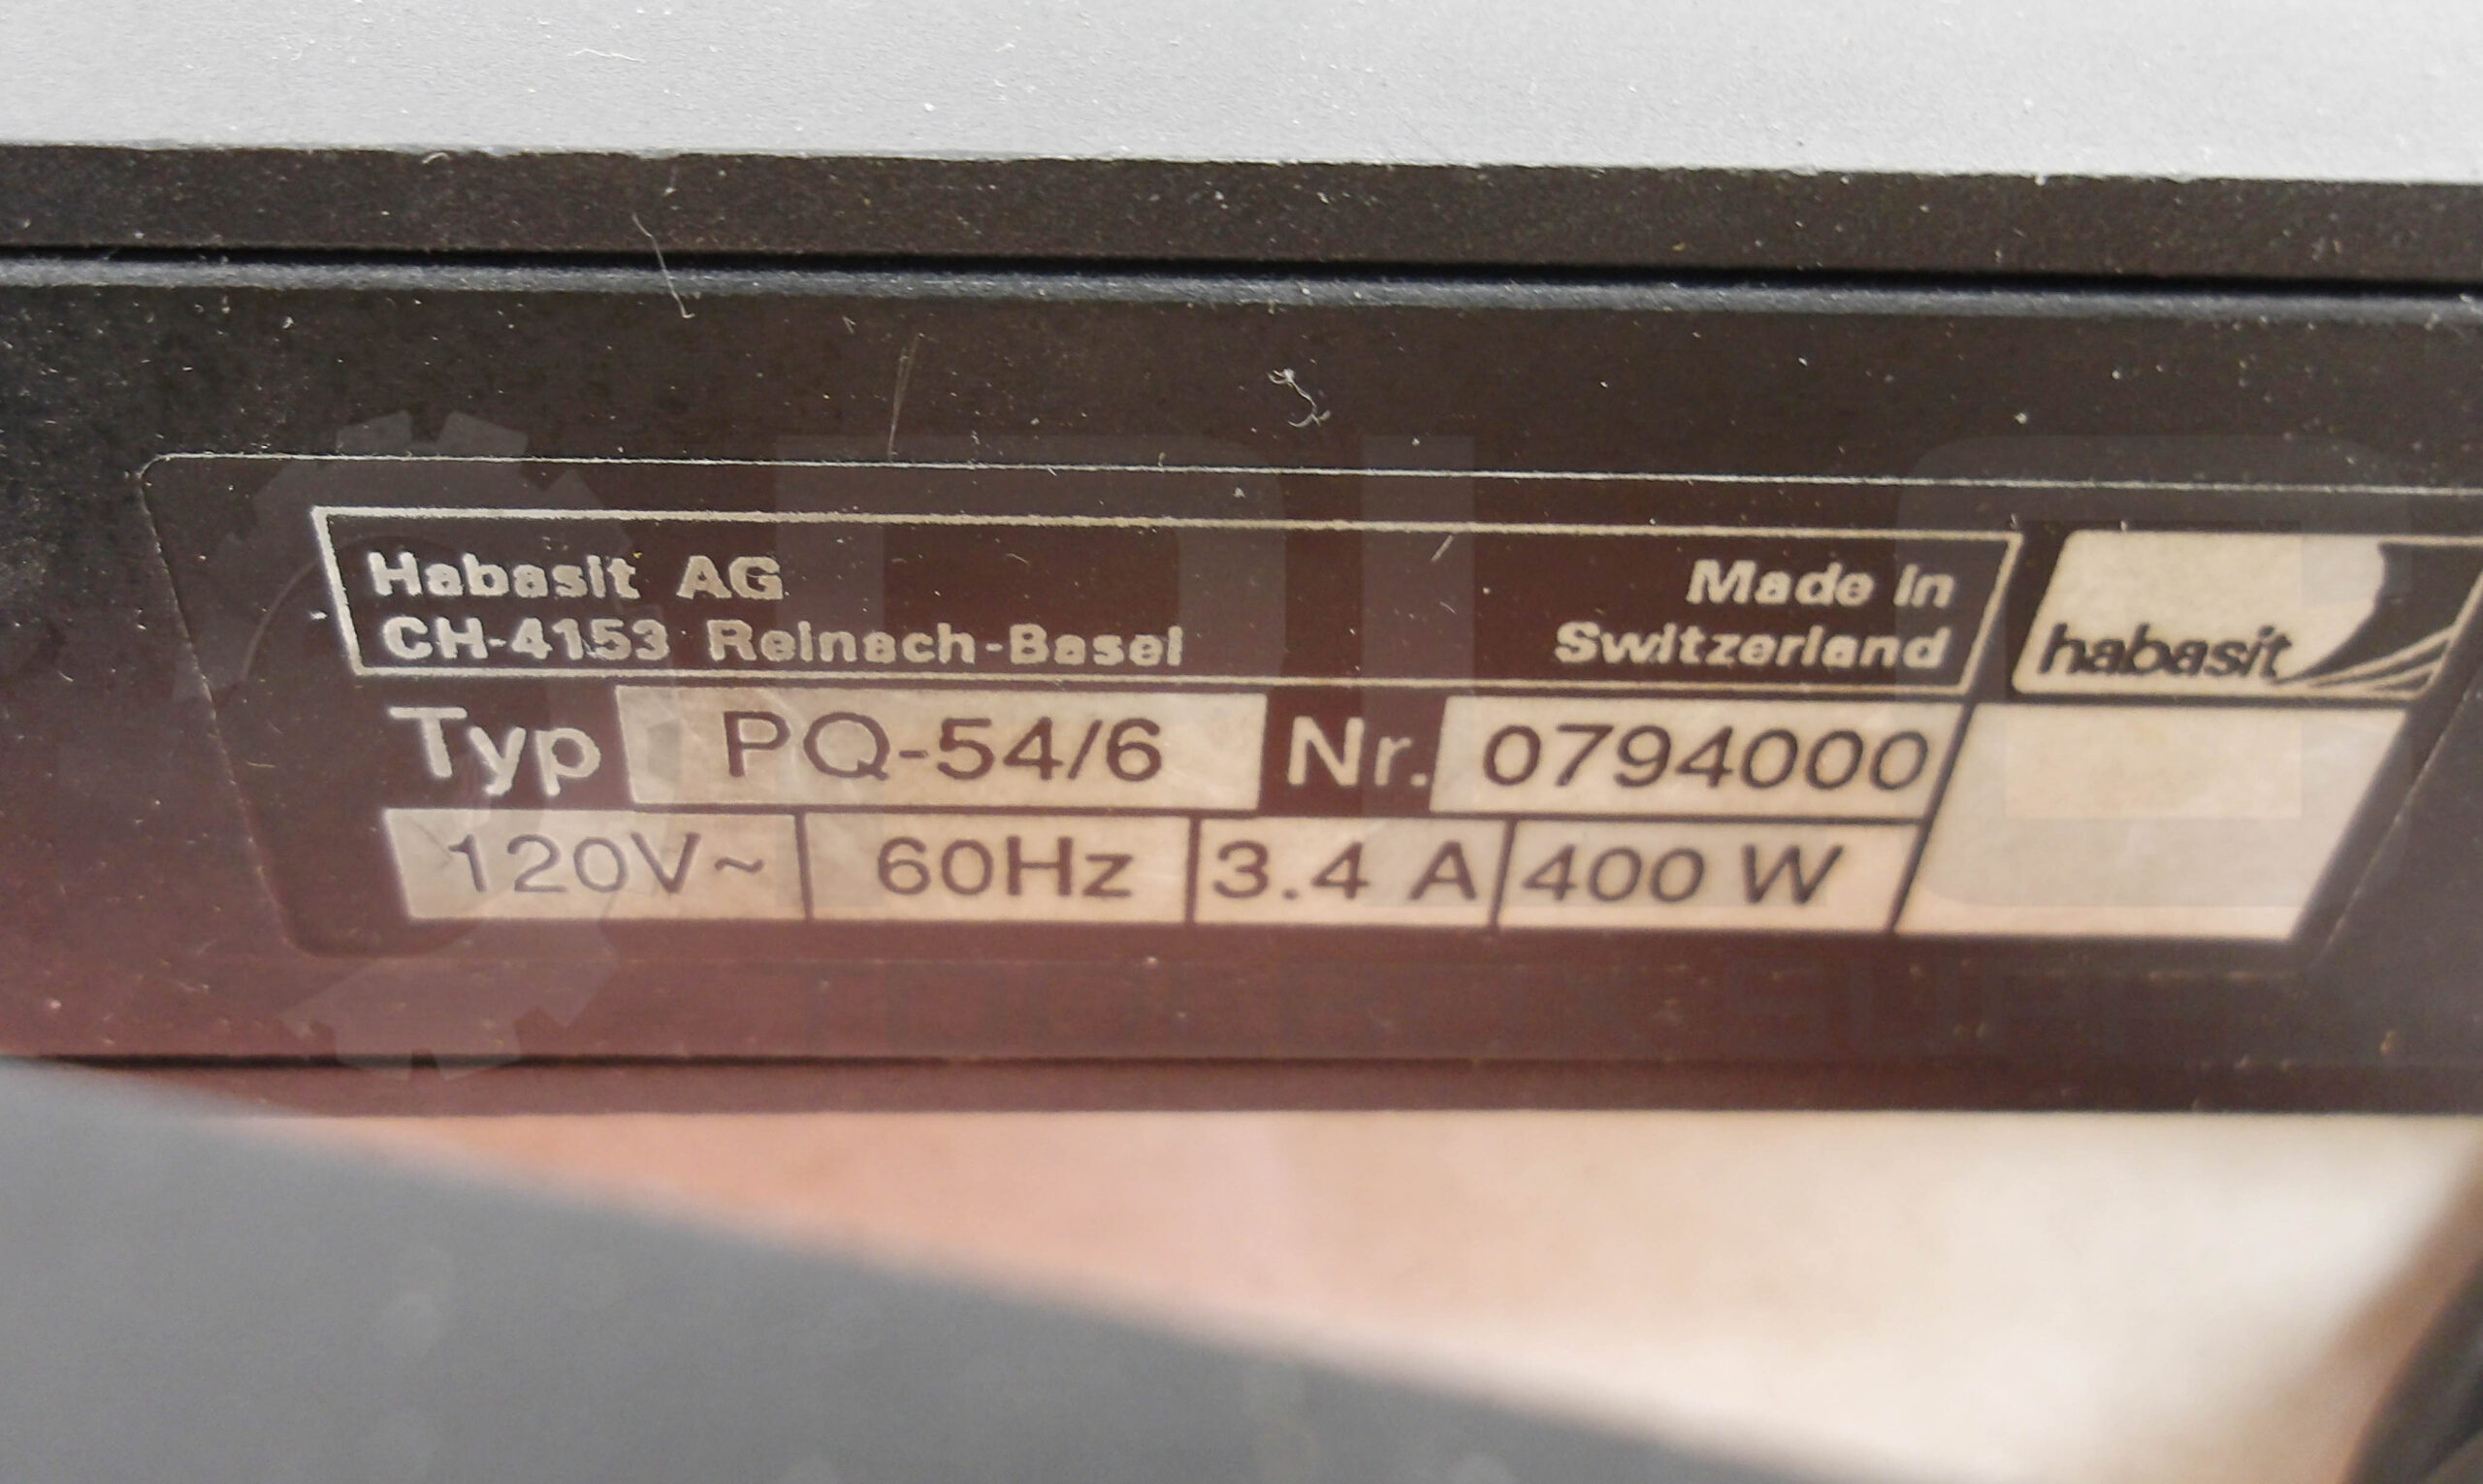 Habasit AG
CH-4153 Reinach-Basel
Made in
Switzerland
habasit
Typ PQ-54/6 Nr. 0794000
120V~ 60Hz 3.4 A 400 W